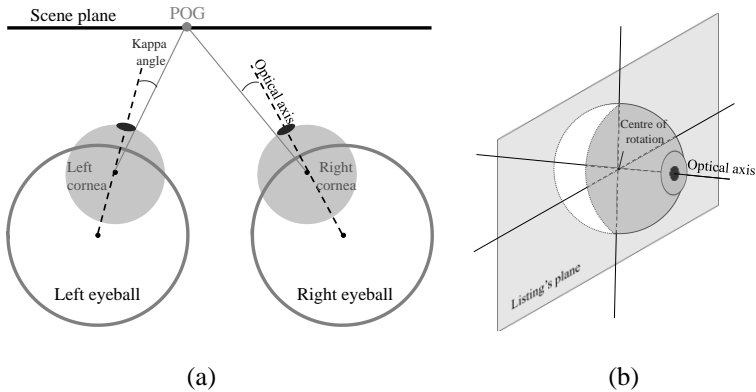 Scene plane
POG
Kappa
angle
Optical axis
Left
cornea
Right
cornea
Left eyeball
Right eyeball
(a)
Centre of
rotation
Optical axis
Listing's plane
(b)